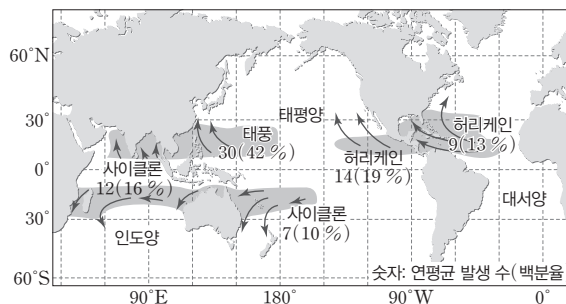 60˚N
30˚
0˚
30˚
60˚S
90˚E
180˚
90˚W
0˚
태평양
태풍
30(42 %)
허리케인
9(13 %)
허리케인
14(19 %)
사이클론
12(16 %)
사이클론
7(10 %)
인도양
대서양
숫자: 연평균 발생 수(백분율